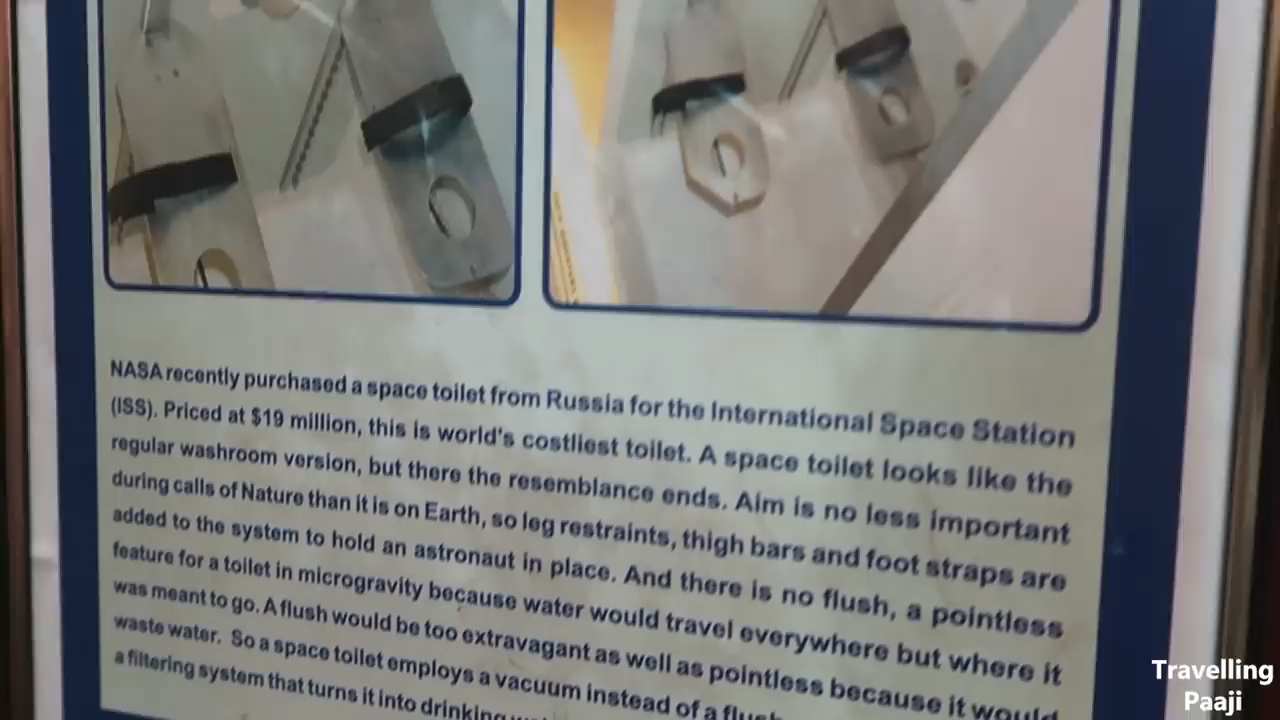 NASA recently purchased a space toilet from Russia for the International Space Station
(ISS). Priced at $19 million, this is world's costliest toilet. A space toilet looks like the
regular washroom version, but there the resemblance ends. Aim is no less important
during calls of Nature than it is on Earth, so leg restraints, thigh bars and foot straps are
added to the system to hold an astronaut in place. And there is no flush, a pointless
feature for a toilet in microgravity because water would travel everywhere but where it
was meant to go. A flush would be too extravagant as well as pointless because it would
waste water. So a space toilet employs a vacuum instead of a flush
a filtering system that turns it into drinking
Travelling
Paaji